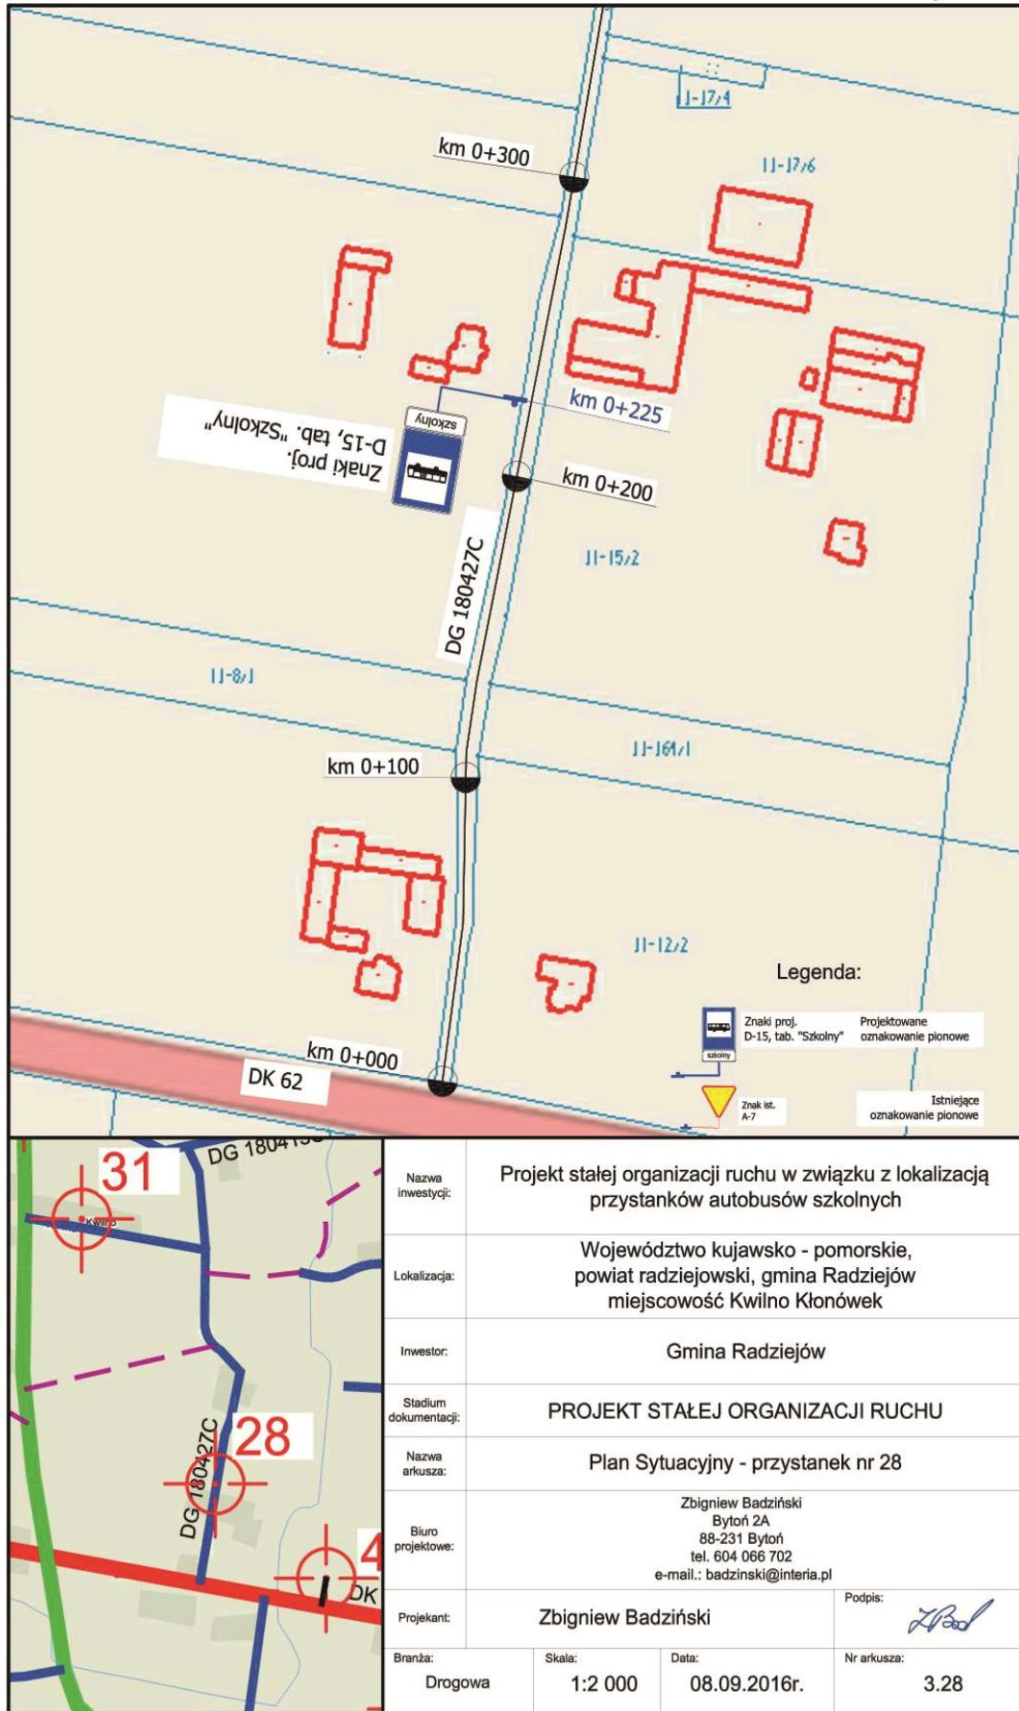 11-17/4
km 0+300
11-17/6
km 0+225
szkolny
Znaki proj.
D-15, tab. "Szkolny"
km 0+200
DG 180427C
11-15/2
11-8/1
11-164/1
km 0+100
11-12/2
Legenda:
Znaki proj.
D-15, tab. "Szkolny"
Projektowane
oznakowanie pionowe
szkolny
Znak ist.
A-7
Istniejące
oznakowanie pionowe
km 0+000
DK 62
31
Kwilno
28
DG 180427C
4
DK
Nazwa
inwestycji:
Projekt stałej organizacji ruchu w związku z lokalizacją
przystanków autobusów szkolnych
Lokalizacja:
Województwo kujawsko - pomorskie,
powiat radziejowski, gmina Radziejów
miejscowość Kwilno Kłonówek
Inwestor:
Gmina Radziejów
Stadium
dokumentacji:
PROJEKT STAŁEJ ORGANIZACJI RUCHU
Nazwa
arkusza:
Plan Sytuacyjny - przystanek nr 28
Biuro
projektowe:
Zbigniew Badziński
Bytoń 2A
88-231 Bytoń
tel. 604 066 702
e-mail.: badzinski@interia.pl
Projekant:
Zbigniew Badziński
Podpis:
Branża:
Drogowa
Skala:
1:2 000
Data:
08.09.2016r.
Nr arkusza:
3.28